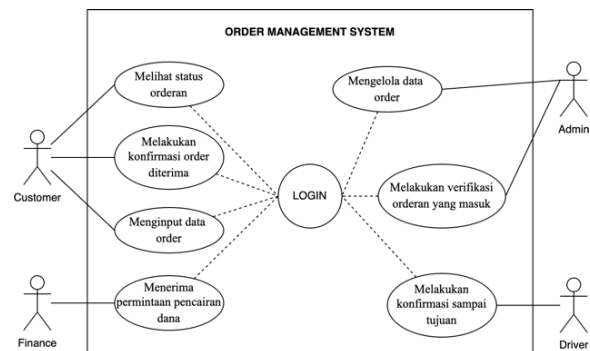 ORDER MANAGEMENT SYSTEM
Melihat status
orderan
Mengelola data
order
Admin
Melakukan
konfirmasi order
diterima
Customer
LOGIN
Melakukan verifikasi
orderan yang masuk
Menginput data
order
Menerima
permintaan pencairan
dana
Finance
Melakukan
konfirmasi sampai
tujuan
Driver